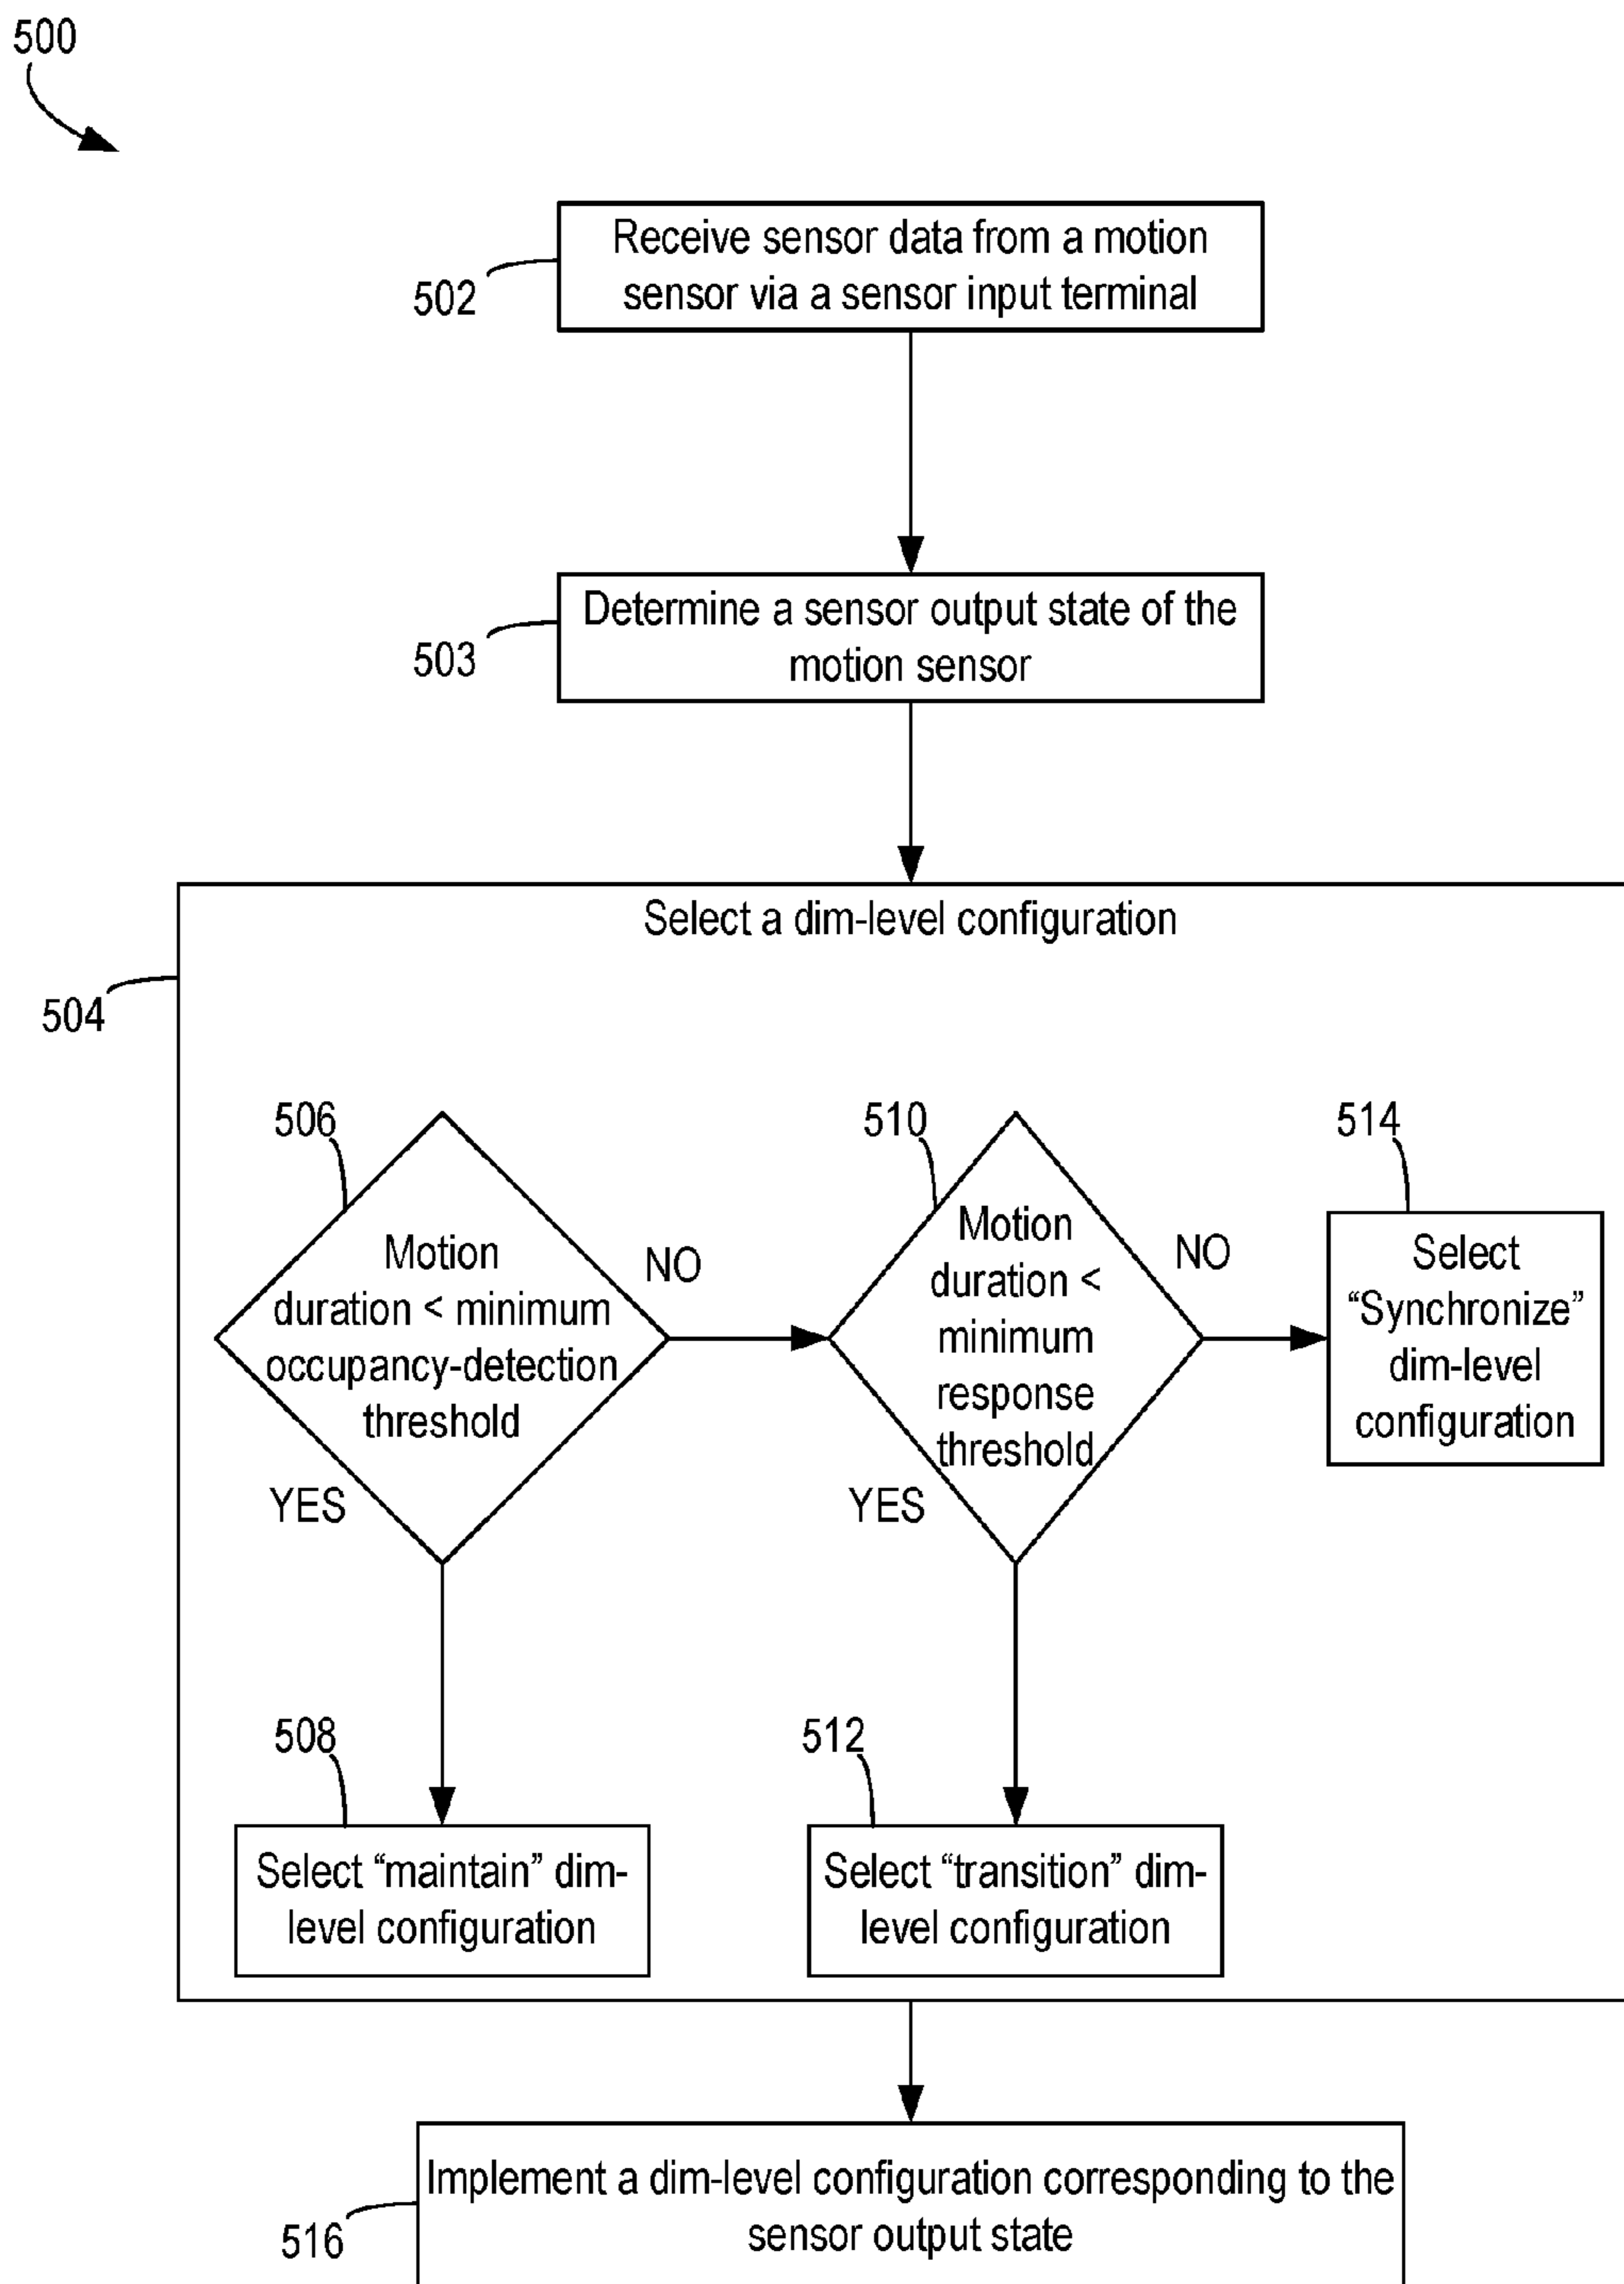 500
Receive sensor data from a motion
sensor via a sensor input terminal
502
Determine a sensor output state of the
motion sensor
503
Select a dim-level configuration
504
506
Motion
duration < minimum
occupancy-detection
threshold
NO
YES
510
Motion
duration <
minimum
response
threshold
NO
YES
514
Select
“Synchronize”
dim-level
configuration
508
Select “maintain” dim-
level configuration
512
Select “transition” dim-
level configuration
Implement a dim-level configuration corresponding to the
sensor output state
516